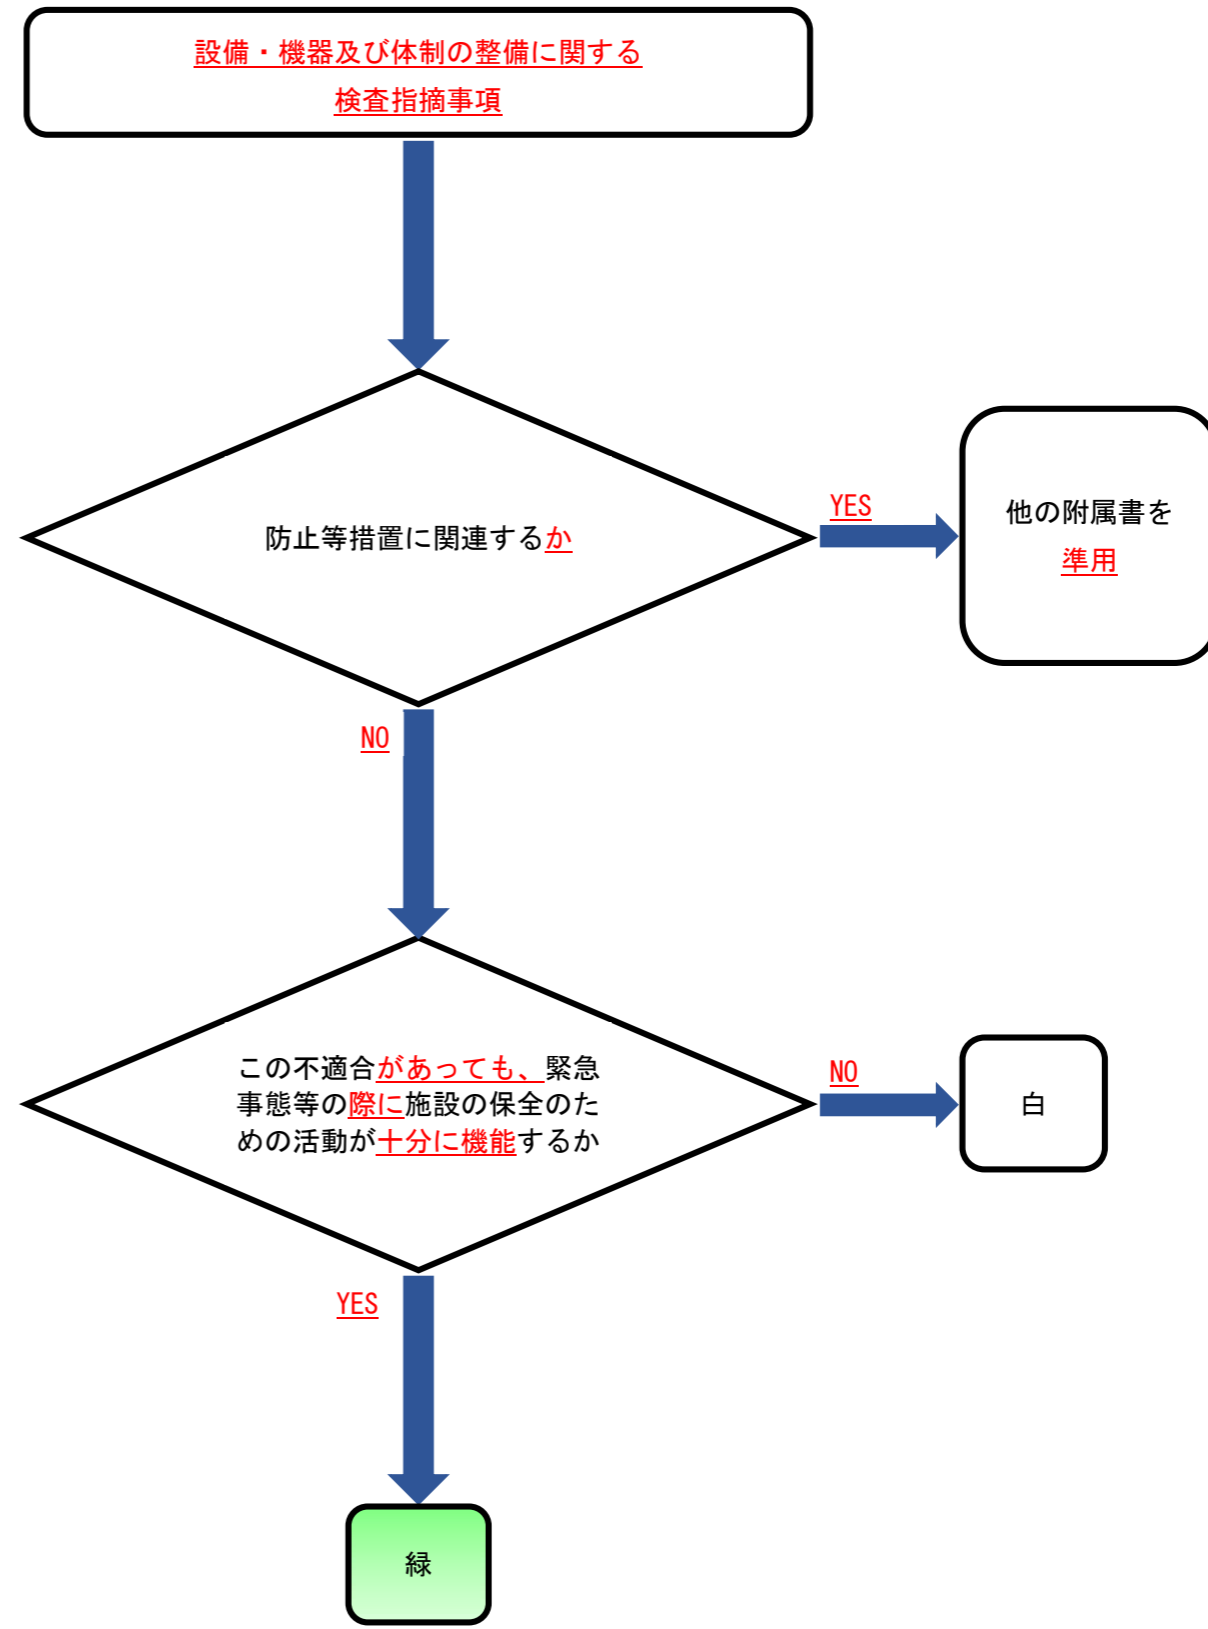 設備・機器及び体制の整備に関する
検査指摘事項
防止等措置に関連するか
YES
他の附属書を
準用
NO
この不適合があっても、緊急
事態等の際に施設の保全のた
めの活動が十分に機能するか
NO
白
YES
緑